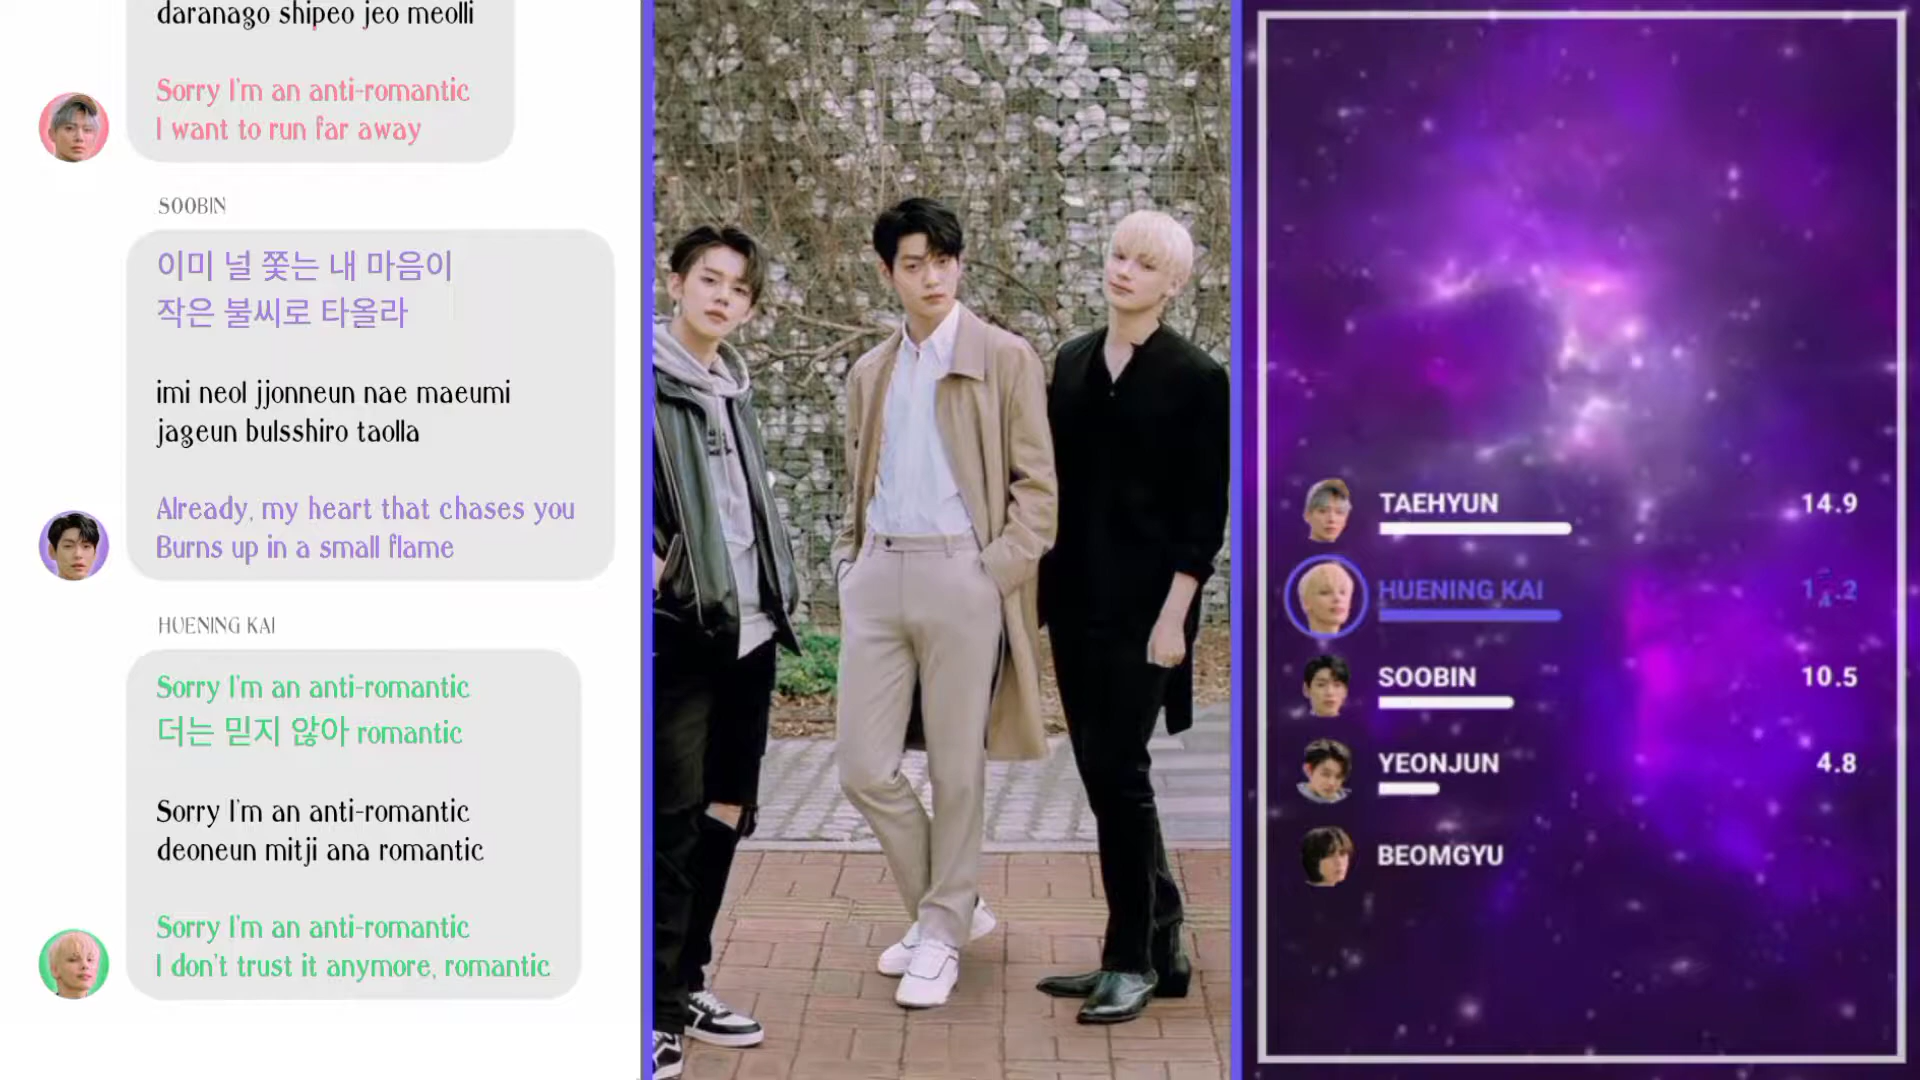 daranago shipeo jeo meolli
Sorry I'm an anti-romantic
I want to run far away
SOOBIN
이미 널 쫓는 내 마음이
작은 불씨로 타올라
imi neol jjonneun nae maeumi
jageun bulsshiro taolla
Already, my heart that chases you
Burns up in a small flame
HUENING KAI
Sorry I'm an anti-romantic
더는 믿지 않아 romantic
Sorry I'm an anti-romantic
deoneun mitji ana romantic
Sorry I'm an anti-romantic
I don't trust it anymore, romantic
TAEHYUN 14.9
HUENING KAI
SOOBIN 10.5
YEONJUN 4.8
BEOMGYU